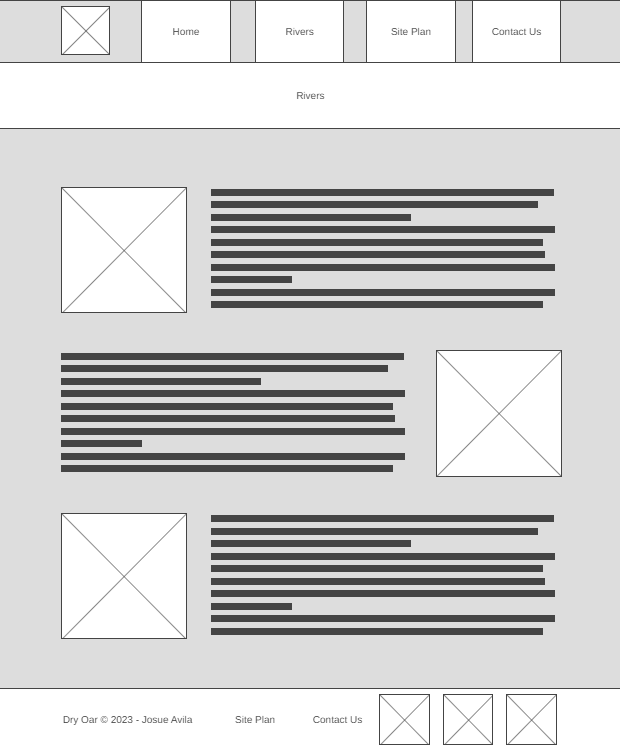 Home Rivers Site Plan Contact Us
Rivers
Dry Oar © 2023 - Josue Avila Site Plan Contact Us